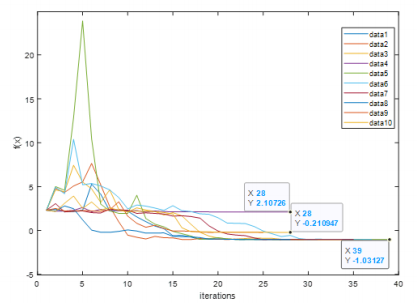 25
20
15
10
5
0
-5
f(x)
data1
data2
data3
data4
data5
data6
data7
data8
data9
data10
X 28
Y 2.10726
X 28
Y -0.210947
X 39
Y -1.03127
0 5 10 15 20 25 30 35 40
iterations